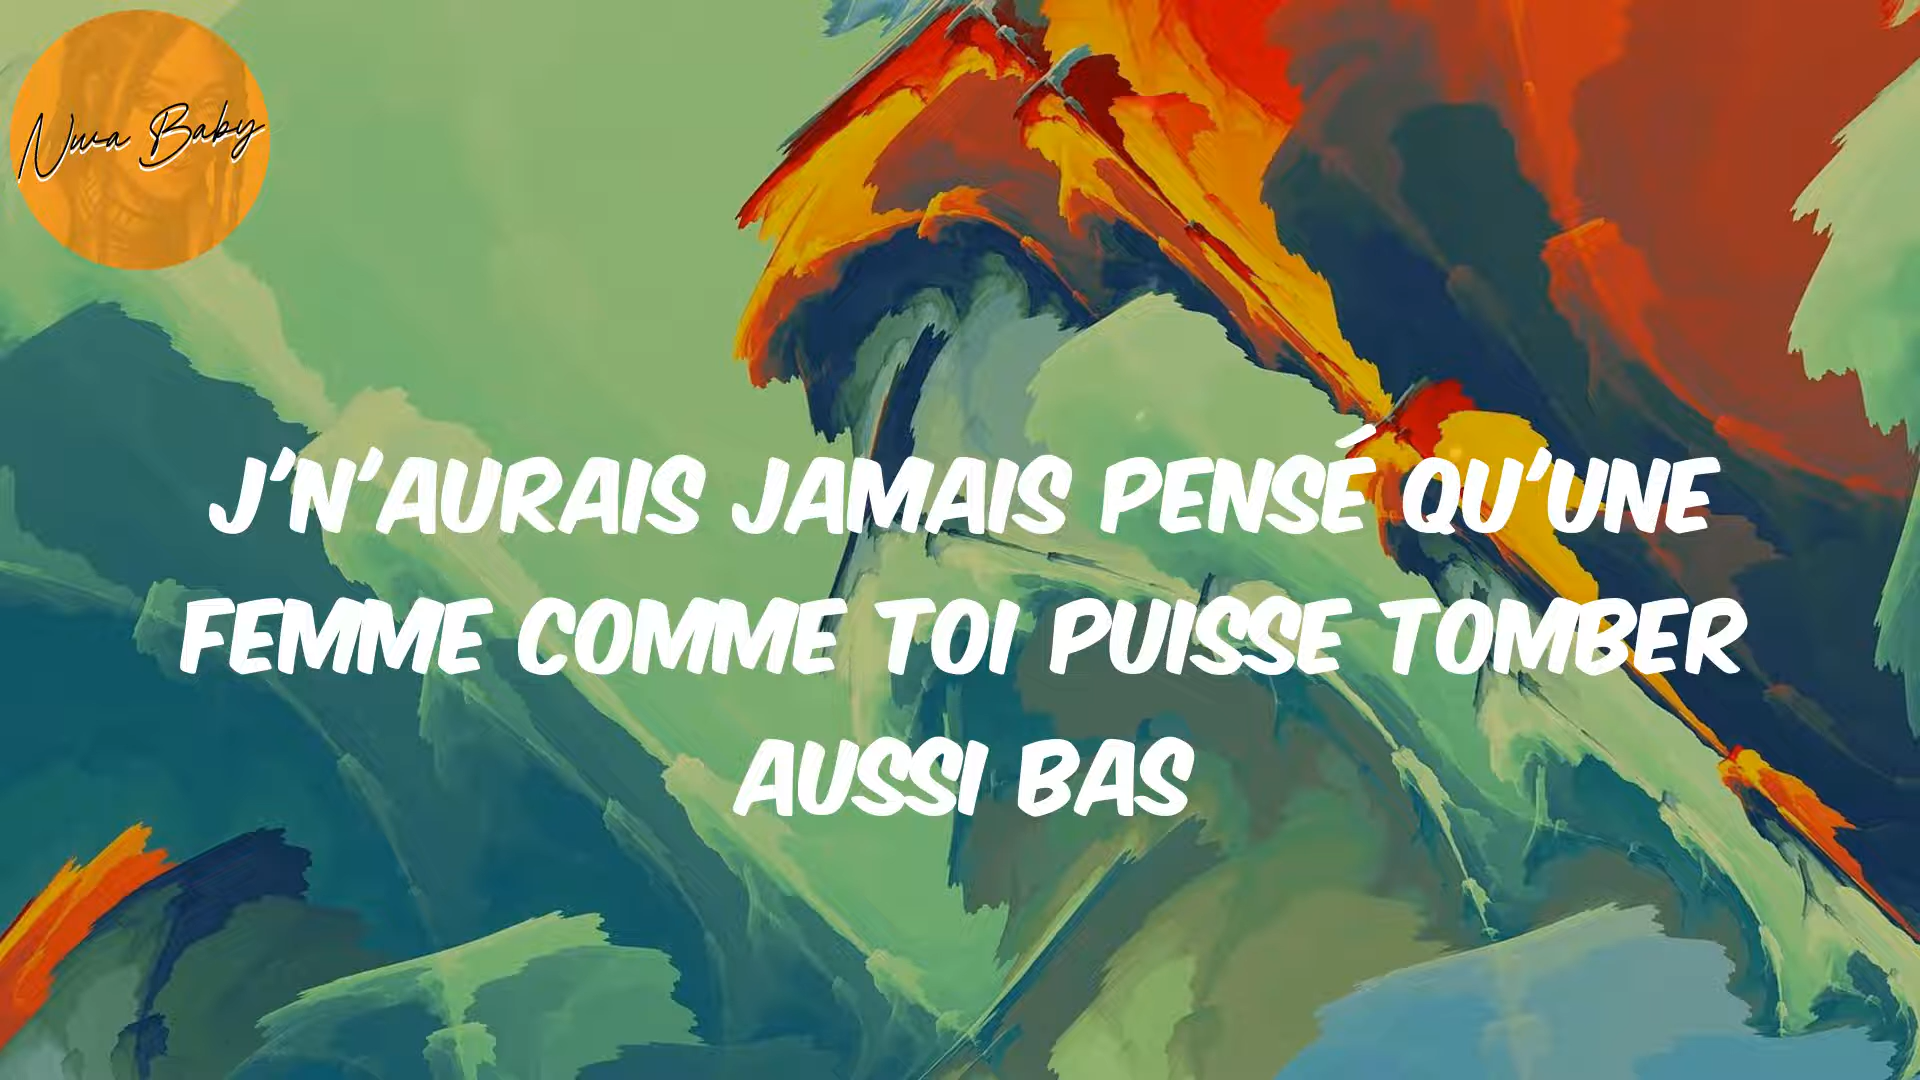 Nwa Baby
J'N'AURAIS JAMAIS PENSÉ QU'UNE
FEMME COMME TOI PUISSE TOMBER
AUSSI BAS